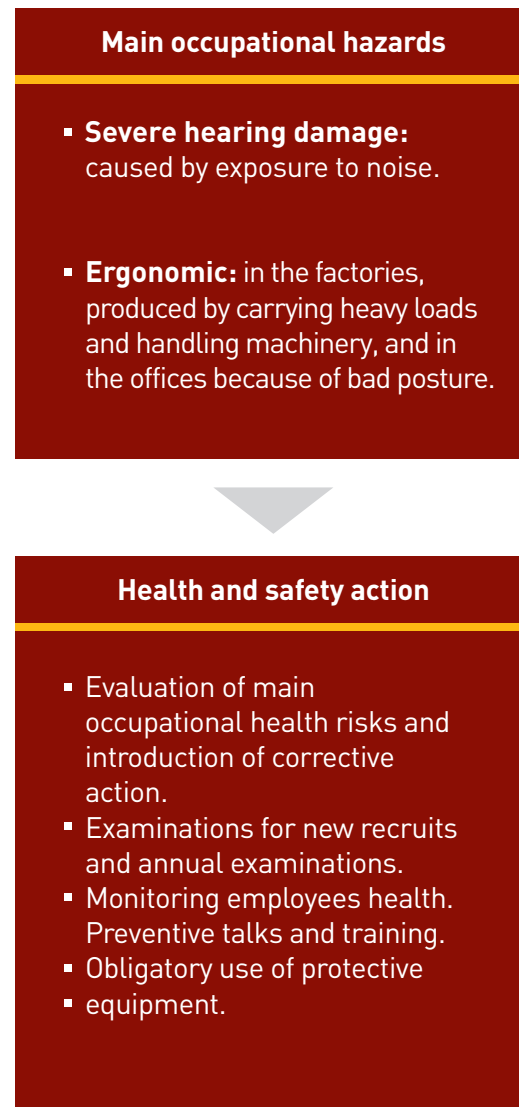 Main occupational hazards
▪ Severe hearing damage:
caused by exposure to noise.
▪ Ergonomic: in the factories,
produced by carrying heavy loads
and handling machinery, and in
the offices because of bad posture.
Health and safety action
▪ Evaluation of main
occupational health risks and
introduction of corrective
action.
▪ Examinations for new recruits
and annual examinations.
▪ Monitoring employees health.
Preventive talks and training.
▪ Obligatory use of protective
▪ equipment.